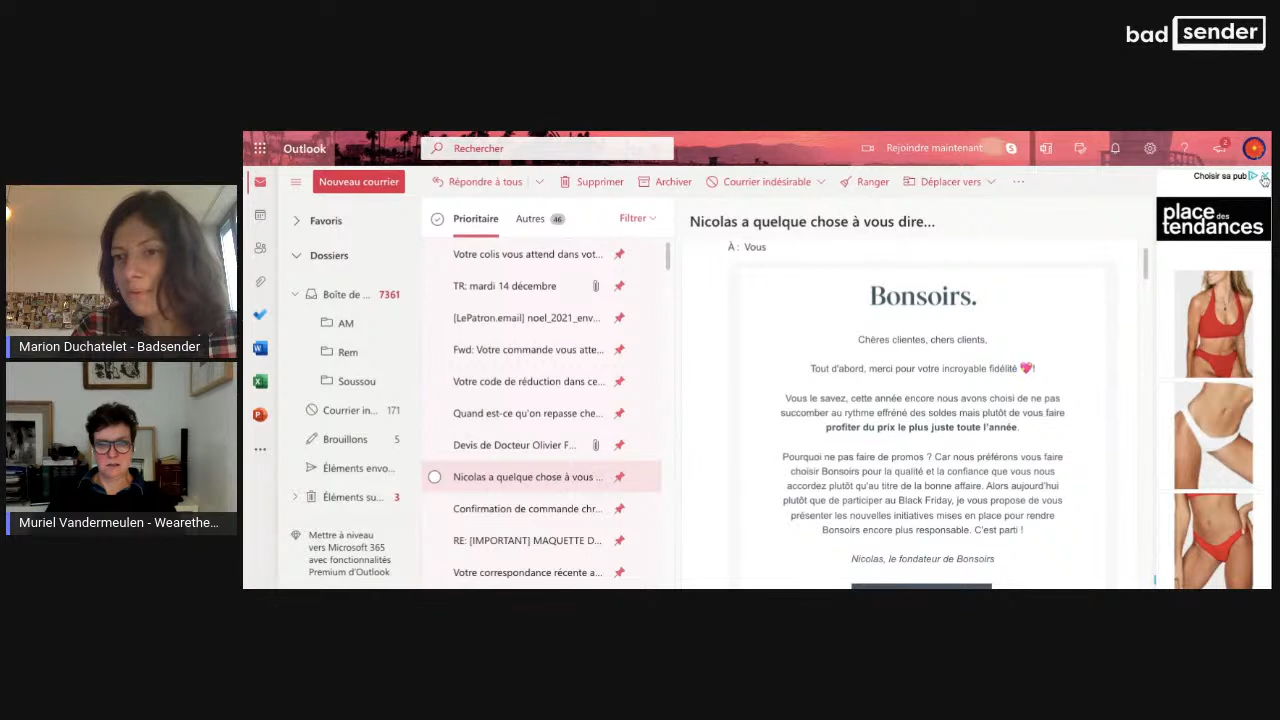 bad sender
Outlook
Rechercher
Rejoindre maintenant
2
Nouveau courrier
Répondre à tous
Supprimer
Archiver
Courrier indésirable
Ranger
Déplacer vers
Choisir sa pub
Favoris
Dossiers
Boîte de ... 7361
AM
Rem
Soussou
Courrier in... 171
Brouillons 5
Éléments envo...
Éléments su... 3
Mettre à niveau
vers Microsoft 365
avec fonctionnalités
Premium d'Outlook
Prioritaire
Autres 46
Filtrer
Votre colis vous attend dans vot...
TR: mardi 14 décembre
[LePatron.email] noel_2021_env...
Fwd: Votre commande vous atte...
Votre code de réduction dans ce...
Quand est-ce qu'on repasse che...
Devis de Docteur Olivier F...
Nicolas a quelque chose à vous ...
Confirmation de commande chr...
RE: [IMPORTANT] MAQUETTE D...
Votre correspondance récente a...
Nicolas a quelque chose à vous dire...
À : Vous
Bonsoirs.
Chères clientes, chers clients,
Tout d'abord, merci pour votre incroyable fidélité 💖!
Vous le savez, cette année encore nous avons choisi de ne pas
succomber au rythme effréné des soldes mais plutôt de vous faire
profiter du prix le plus juste toute l'année.
Pourquoi ne pas faire de promos ? Car nous préférons vous faire
choisir Bonsoirs pour la qualité et la confiance que vous nous
accordez plutôt qu'au titre de la bonne affaire. Alors aujourd'hui
plutôt que de participer au Black Friday, je vous propose de vous
présenter les nouvelles initiatives mises en place pour rendre
Bonsoirs encore plus responsable. C'est parti !
Nicolas, le fondateur de Bonsoirs
place des
tendances
Marion Duchatelet - Badsender
Muriel Vandermeulen - Wearethe...